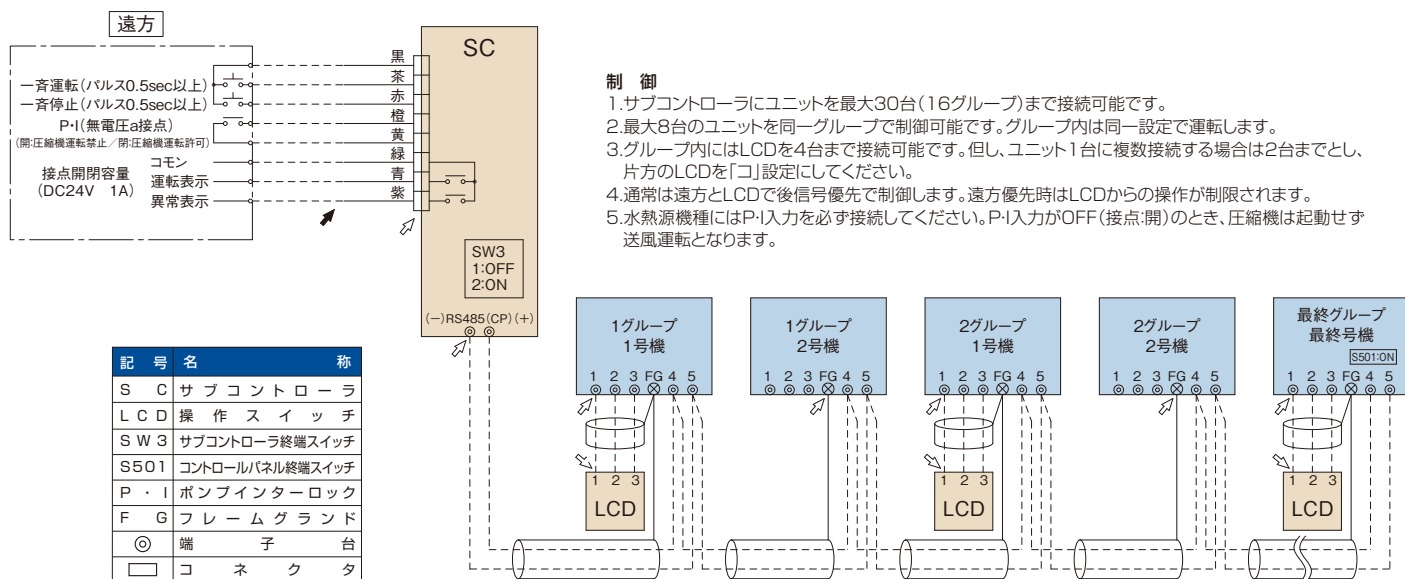 遠方
一斉運転(パルス0.5sec以上)
一斉停止(パルス0.5sec以上)
P・I(無電圧a接点)
(開:圧縮機運転禁止/閉:圧縮機運転許可)
コモン
接点開閉容量
(DC24V 1A)
運転表示
異常表示
黒
茶
赤
橙
黄
緑
青
紫
SC
SW3
1:OFF
2:ON
(−)RS485(CP)(+)
制 御
1.サブコントローラにユニットを最大30台(16グループ)まで接続可能です。
2.最大8台のユニットを同一グループで制御可能です。グループ内は同一設定で運転します。
3.グループ内にはLCDを4台まで接続可能です。但し、ユニット1台に複数接続する場合は2台までとし、
片方のLCDを「コ」設定にしてください。
4.通常は遠方とLCDで後信号優先で制御します。遠方優先時はLCDからの操作が制限されます。
5.水熱源機種にはP・I入力を必ず接続してください。P・I入力がOFF(接点:開)のとき、圧縮機は起動せず
送風運転となります。
1グループ
1号機
1 2 3 FG 4 5
1 2 3
LCD
1グループ
2号機
1 2 3 FG 4 5
2グループ
1号機
1 2 3 FG 4 5
1 2 3
LCD
2グループ
2号機
1 2 3 FG 4 5
最終グループ
最終号機
S501:ON
1 2 3 FG 4 5
1 2 3
LCD
記 号 名 称
S C サブコントローラ
LCD 操作スイッチ
SW3 サブコントローラ終端スイッチ
S501 コントロールパネル終端スイッチ
P・I ポンプインターロック
F G フレームグランド
◎ 端子台
コネクタ